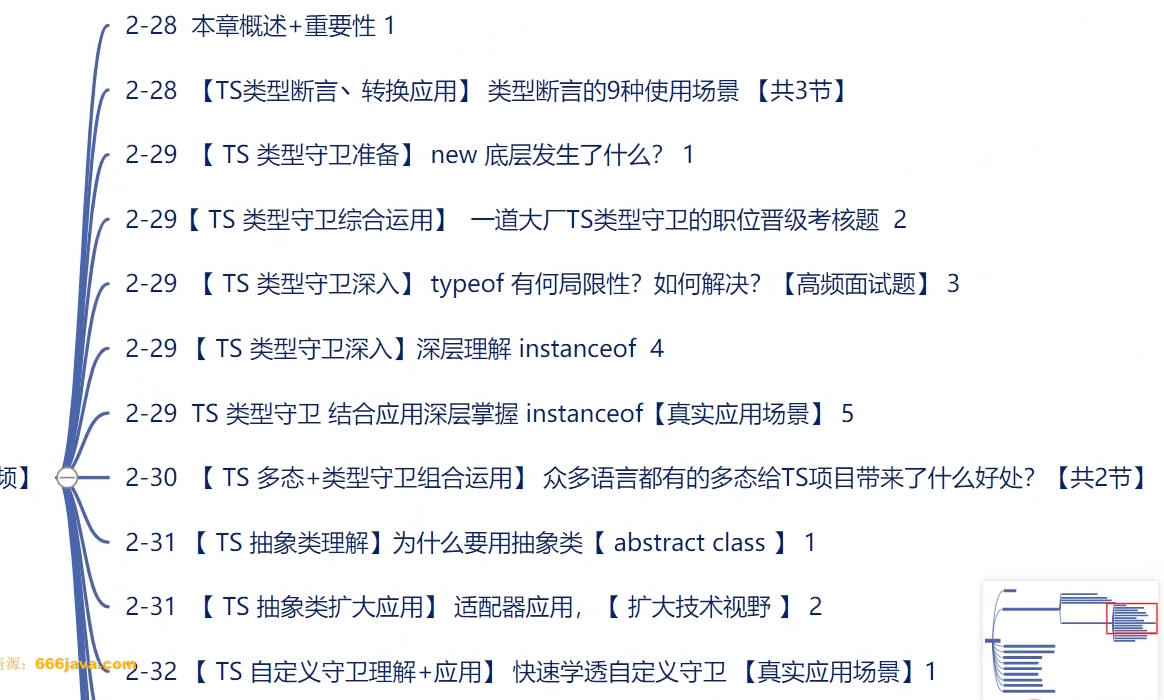 2-28 本章概述+重要性 1
2-28 【TS类型断言、转换应用】 类型断言的9种使用场景 【共3节】
2-29 【 TS 类型守卫准备】 new 底层发生了什么？ 1
2-29【 TS 类型守卫综合运用】 一道大厂TS类型守卫的职位晋级考核题 2
2-29 【 TS 类型守卫深入】 typeof 有何局限性？如何解决？【高频面试题】 3
2-29 【 TS 类型守卫深入】深层理解 instanceof 4
2-29 TS 类型守卫 结合应用深层掌握 instanceof【真实应用场景】 5
频】
2-30 【 TS 多态+类型守卫组合运用】 众多语言都有的多态给TS项目带来了什么好处？【共2节】
2-31 【 TS 抽象类理解】为什么要用抽象类【 abstract class 】 1
2-31 【 TS 抽象类扩大应用】 适配器应用，【 扩大技术视野 】 2
资源：666java.com
2-32 【 TS 自定义守卫理解+应用】 快速学透自定义守卫 【真实应用场景】1